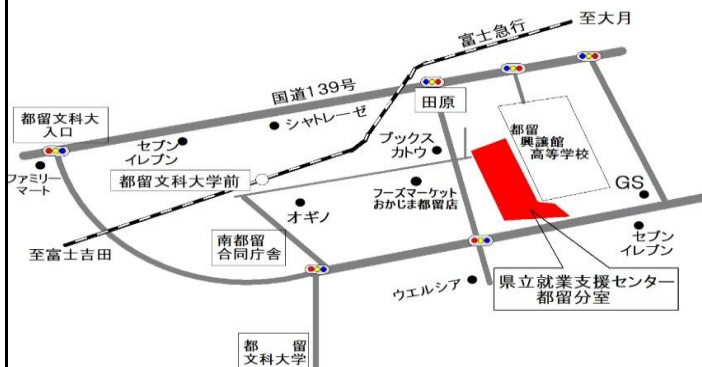 至大月
富士急行
国道139号
田原
都留文科大
入口
シャトレーゼ
セブン
イレブン
ファミリー
マート
都留文科大学前
ブックス
カトウ
都留
興譲館
高等学校
フーズマーケット
おかじま都留店
オギノ
GS
セブン
イレブン
至富士吉田
南都留
合同庁舎
ウエルシア
県立就業支援センター
都留分室
都　留
文科大学